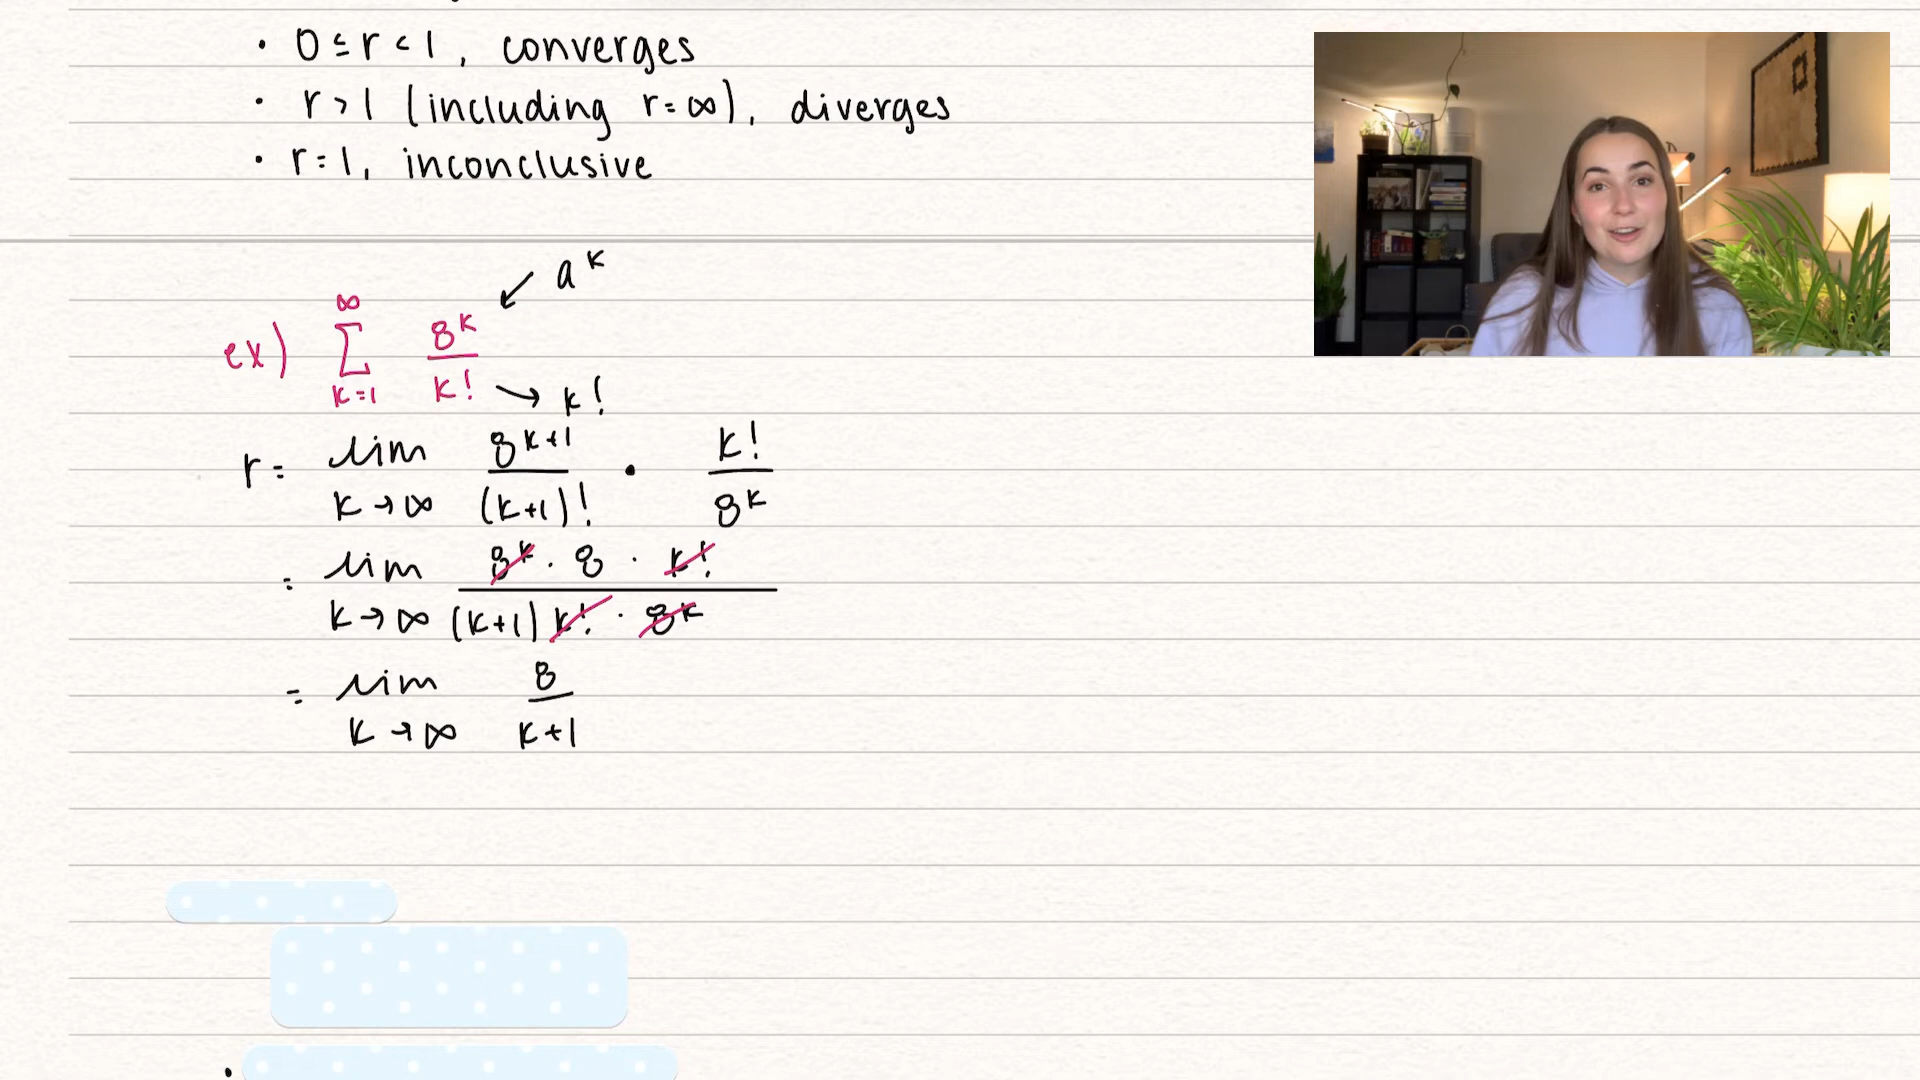 • 0 ≤ r < 1, converges
• r > 1 (including r = ∞), diverges
• r = 1, inconclusive
↙ a^k
ex) ∑_{k=1}^{∞} 8^k / k!
→ k!
r = lim_{k→∞} 8^{k+1} / (k+1)! • k! / 8^k
= lim_{k→∞} 8^k · 8 · k! / (k+1) k! · 8^k
= lim_{k→∞} 8 / k+1
•